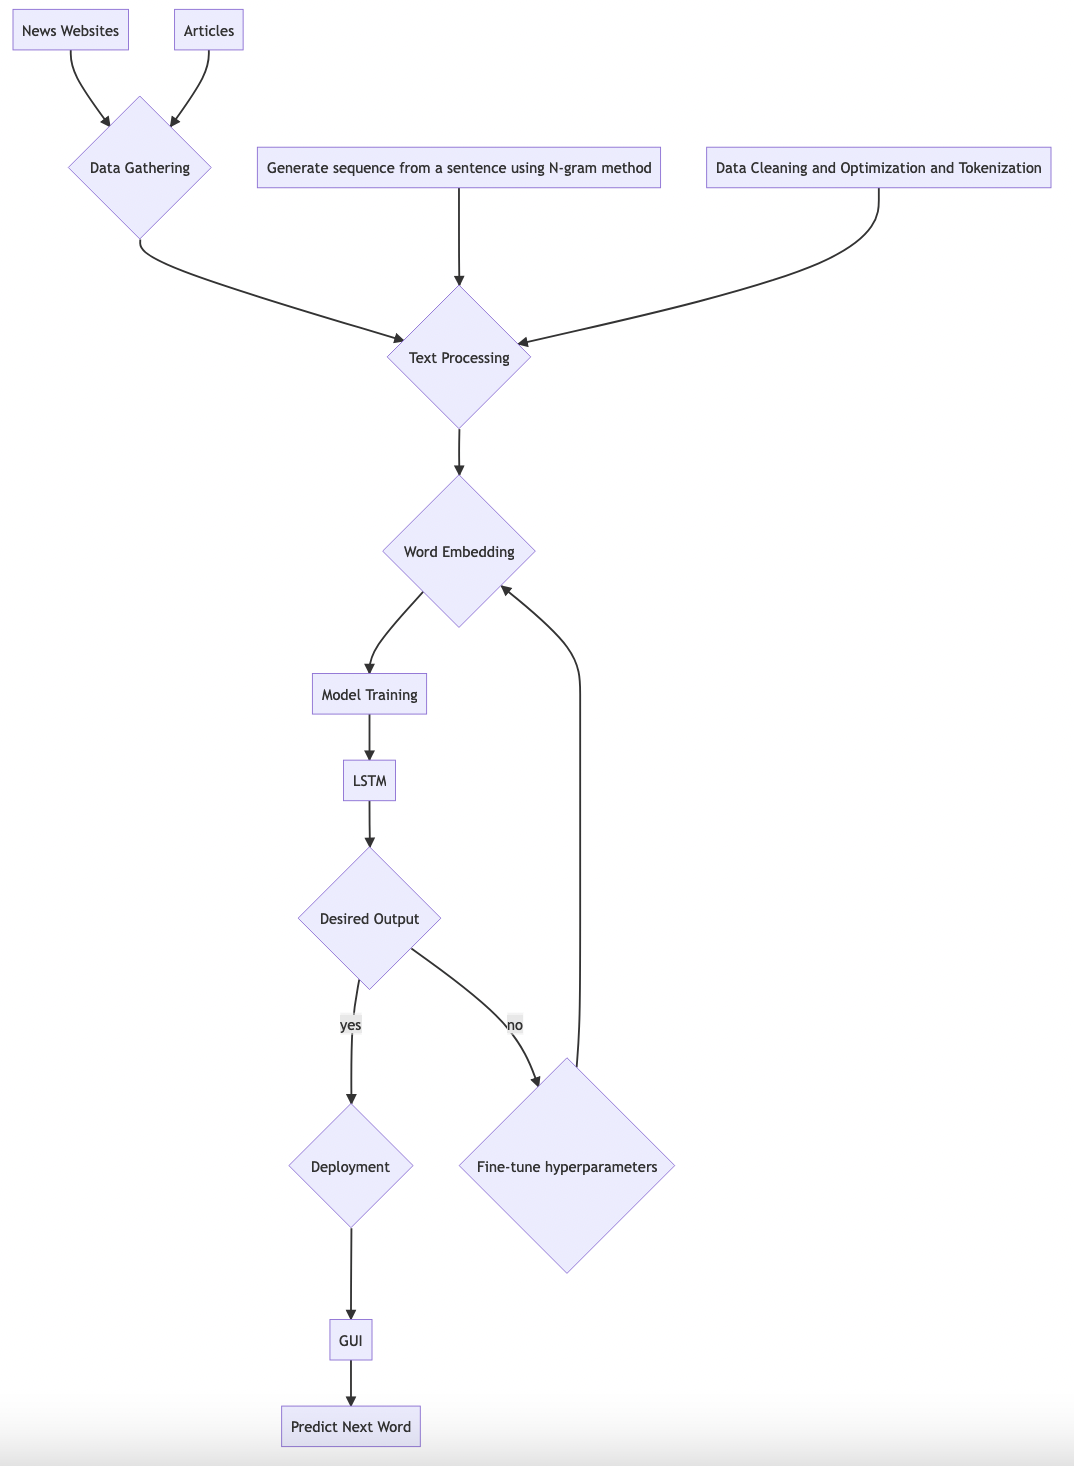 News Websites
Articles
Data Gathering
Generate sequence from a sentence using N-gram method
Data Cleaning and Optimization and Tokenization
Text Processing
Word Embedding
Model Training
LSTM
Desired Output
yes
no
Deployment
Fine-tune hyperparameters
GUI
Predict Next Word